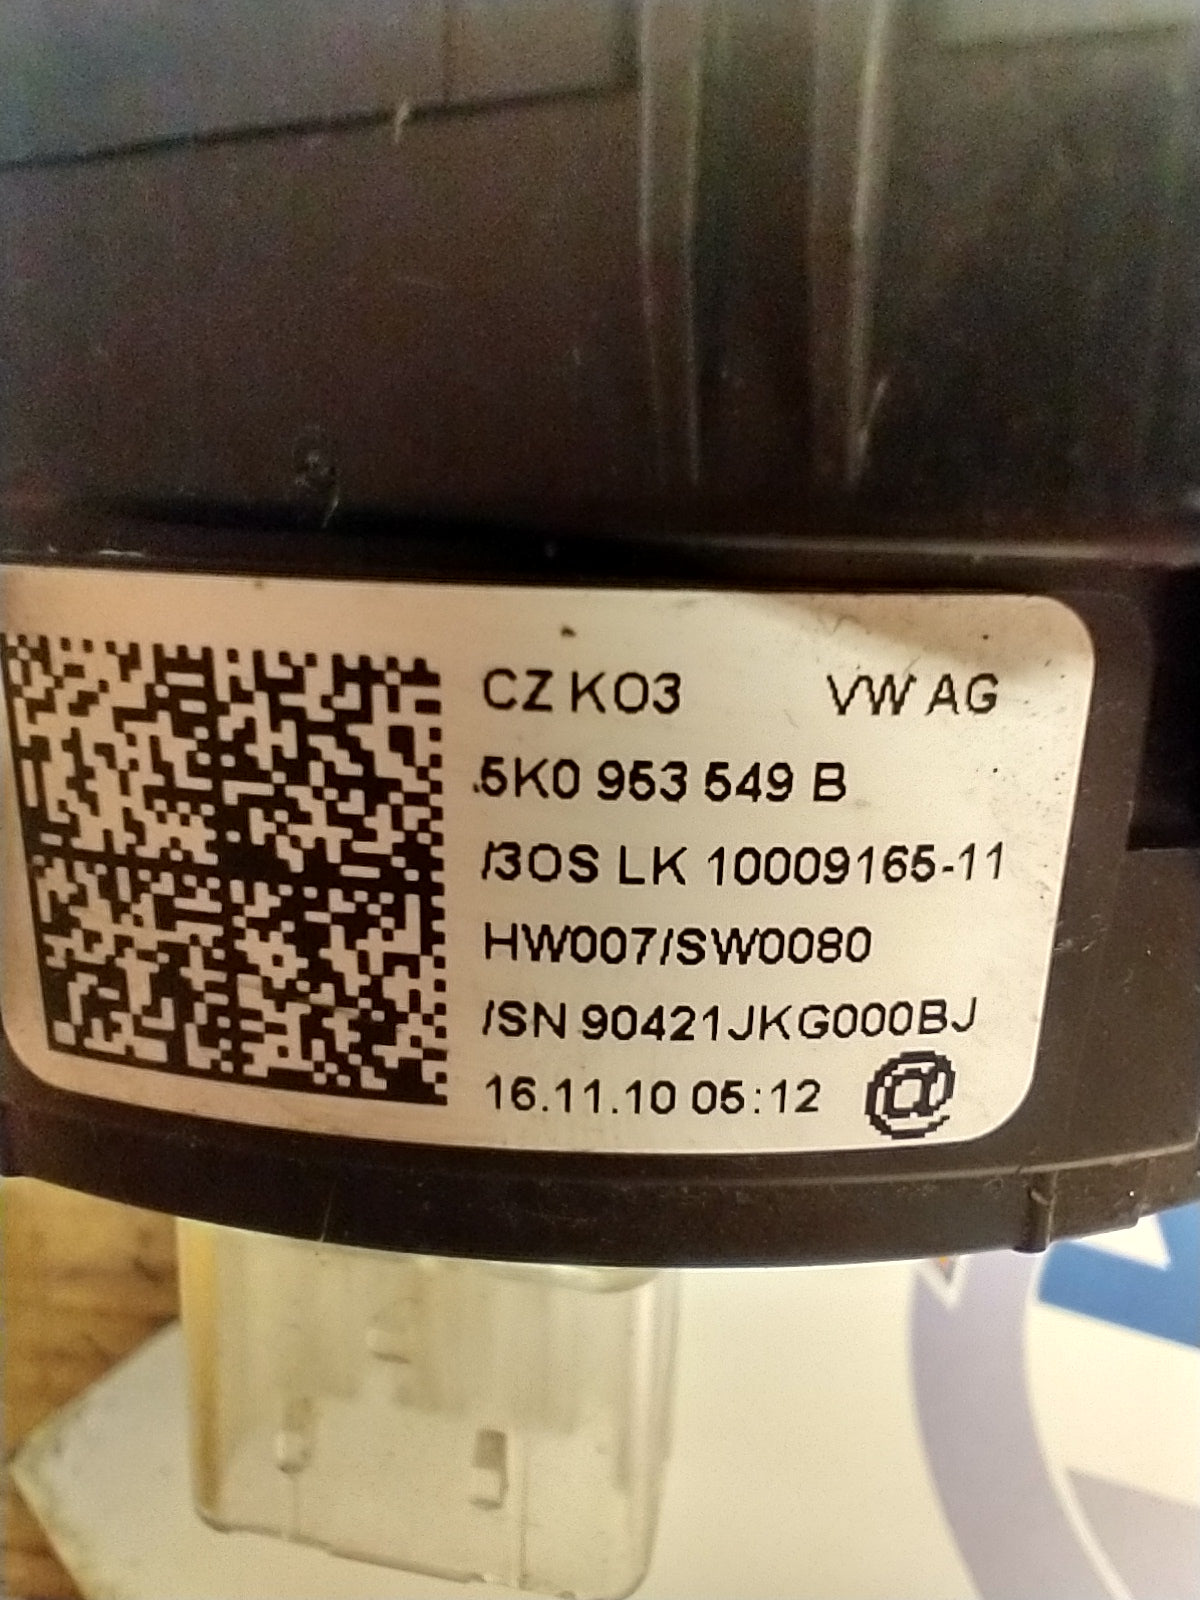 CZ KO3 VW AG
5K0 953 549 B
/3OS LK 10009165-11
HW007/SW0080
/SN 90421JKG000BJ
16.11.10 05:12 @